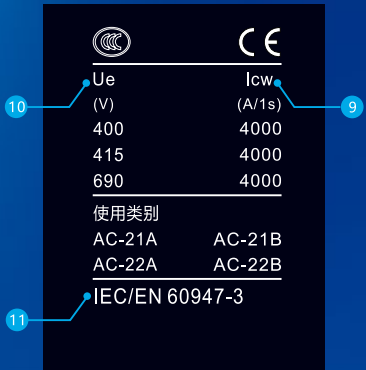 CCC CE
Ue Icw
(V) (A/1s)
400 4000
415 4000
690 4000
使用类别
AC-21A AC-21B
AC-22A AC-22B
IEC/EN 60947-3
10
9
11